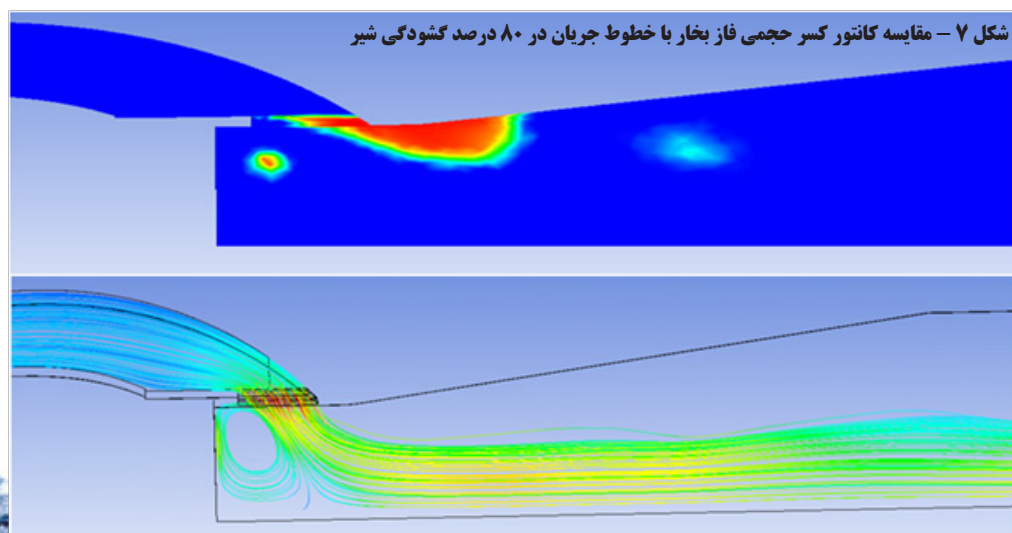 شکل ۷ – مقایسه کانتور کسر حجمی فاز بخار با خطوط جریان در ۸۰ درصد گشودگی شیر